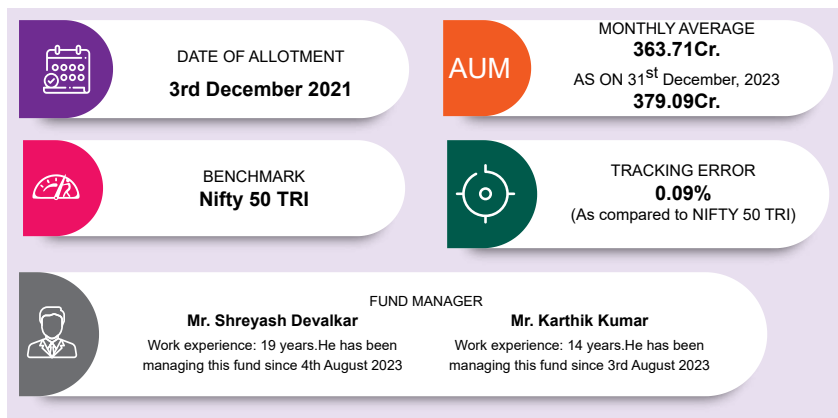 DATE OF ALLOTMENT
3rd December 2021
AUM
MONTHLY AVERAGE
363.71Cr.
AS ON 31st December, 2023
379.09Cr.
BENCHMARK
Nifty 50 TRI
TRACKING ERROR
0.09%
(As compared to NIFTY 50 TRI)
FUND MANAGER
Mr. Shreyash Devalkar
Work experience: 19 years.He has been
managing this fund since 4th August 2023
Mr. Karthik Kumar
Work experience: 14 years.He has been
managing this fund since 3rd August 2023